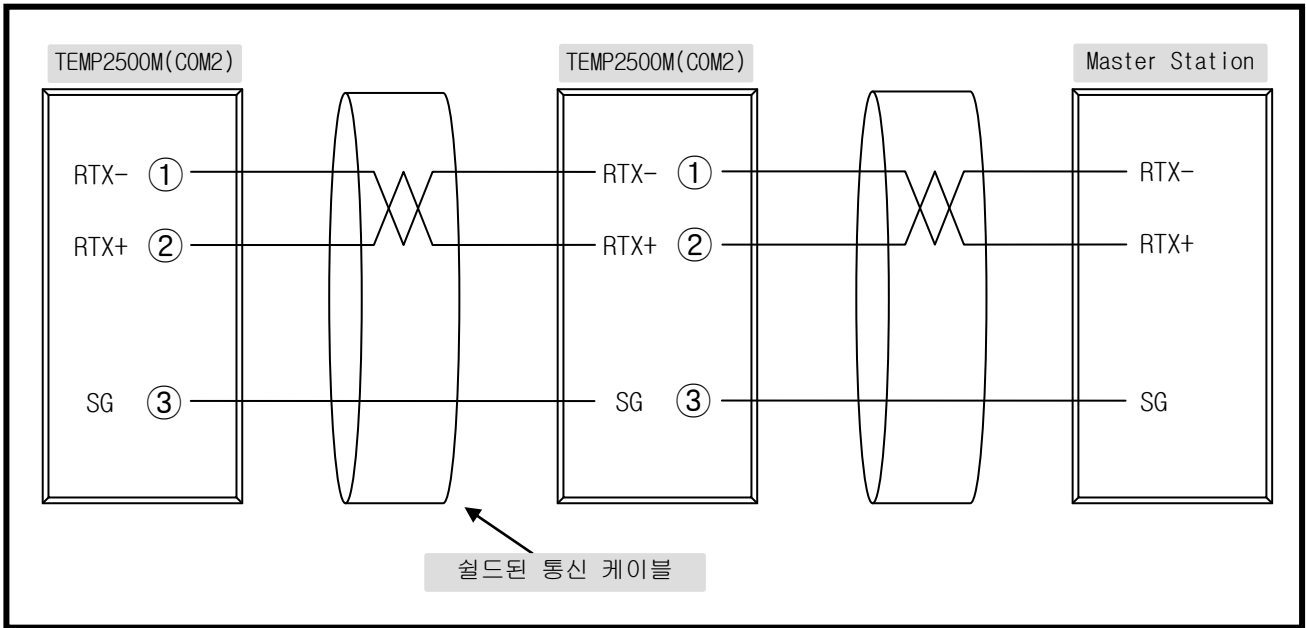 TEMP2500M(COM2)
TEMP2500M(COM2)
Master Station
RTX- ①
RTX- ①
RTX-
RTX+ ②
RTX+ ②
RTX+
SG ③
SG ③
SG
쉴드된 통신 케이블